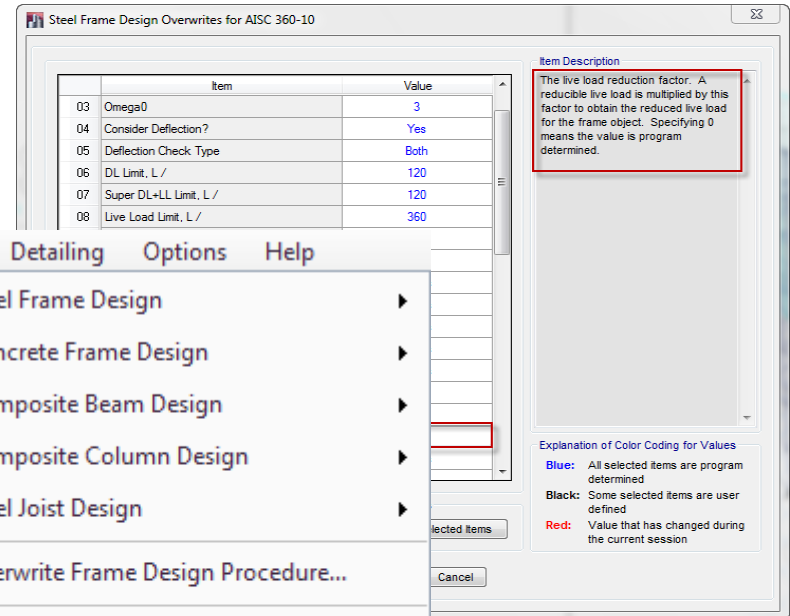 Steel Frame Design Overwrites for AISC 360-10
Item Value
03 Omega0 3
04 Consider Deflection? Yes
05 Deflection Check Type Both
06 DL Limit, L / 120
07 Super DL+LL Limit, L / 120
08 Live Load Limit, L / 360
Item Description
The live load reduction factor. A
reducible live load is multiplied by this
factor to obtain the reduced live load
for the frame object. Specifying 0
means the value is program
determined.
Detailing Options Help
el Frame Design
ncrete Frame Design
mposite Beam Design
mposite Column Design
el Joist Design
erwrite Frame Design Procedure...
lected Items
Cancel
Explanation of Color Coding for Values
Blue: All selected items are program
determined
Black: Some selected items are user
defined
Red: Value that has changed during
the current session